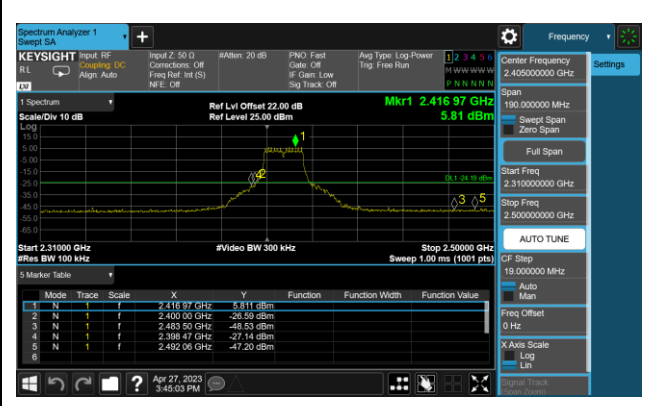 Spectrum Analyzer 1
Swept SA
Frequency
KEYSIGHT Input: RF
RL Coupling: DC
Align: Auto
LXI
Input Z: 50 Ω
Corrections: Off
Freq Ref: Int (S)
NFE: Off
#Atten: 20 dB
PNO: Fast
Gate: Off
IF Gain: Low
Sig Track: Off
Avg Type: Log-Power
Trig: Free Run
1 2 3 4 5 6
M W W W W W
P N N N N N
1 Spectrum
Scale/Div 10 dB
Ref Lvl Offset 22.00 dB
Ref Level 25.00 dBm
Mkr1 2.416 97 GHz
5.81 dBm
Log
15.0
5.00
-5.00
-15.0
-25.0
-35.0
-45.0
-55.0
-65.0
1
4 2
3
5
DL1 -24.19 dBm
Start 2.31000 GHz
#Res BW 100 kHz
#Video BW 300 kHz
Stop 2.50000 GHz
Sweep 1.00 ms (1001 pts)
5 Marker Table
Mode Trace Scale X Y Function Function Width Function Value
1 N 1 f 2.416 97 GHz 5.811 dBm
2 N 1 f 2.400 00 GHz -26.59 dBm
3 N 1 f 2.483 50 GHz -48.53 dBm
4 N 1 f 2.398 47 GHz -27.14 dBm
5 N 1 f 2.492 06 GHz -47.20 dBm
6
Apr 27, 2023
3:45:03 PM
Center Frequency
2.405000000 GHz
Settings
Span
190.000000 MHz
Swept Span
Zero Span
Full Span
Start Freq
2.310000000 GHz
Stop Freq
2.500000000 GHz
AUTO TUNE
CF Step
19.000000 MHz
Auto
Man
Freq Offset
0 Hz
X Axis Scale
Log
Lin
Signal Track
(Span Zoom)